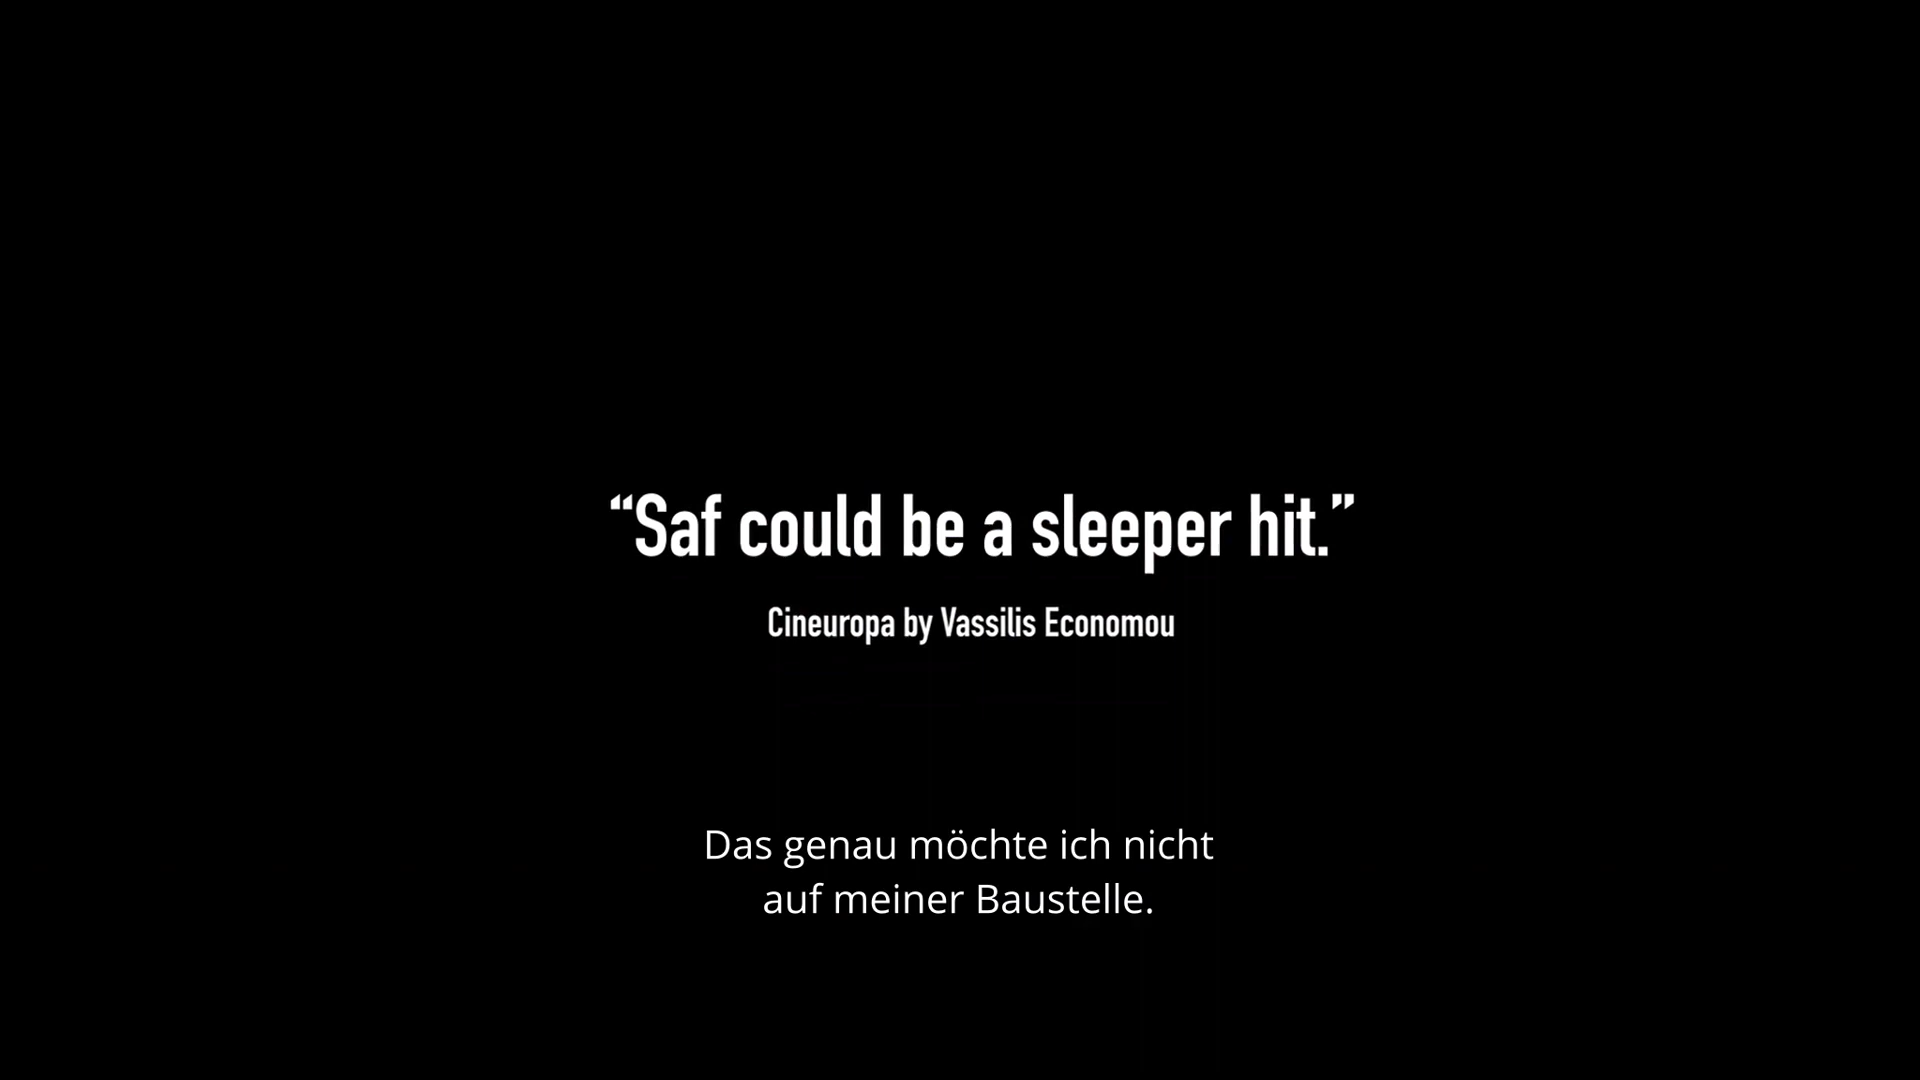 “Saf could be a sleeper hit.”
Cineuropa by Vassilis Economou
Das genau möchte ich nicht
auf meiner Baustelle.